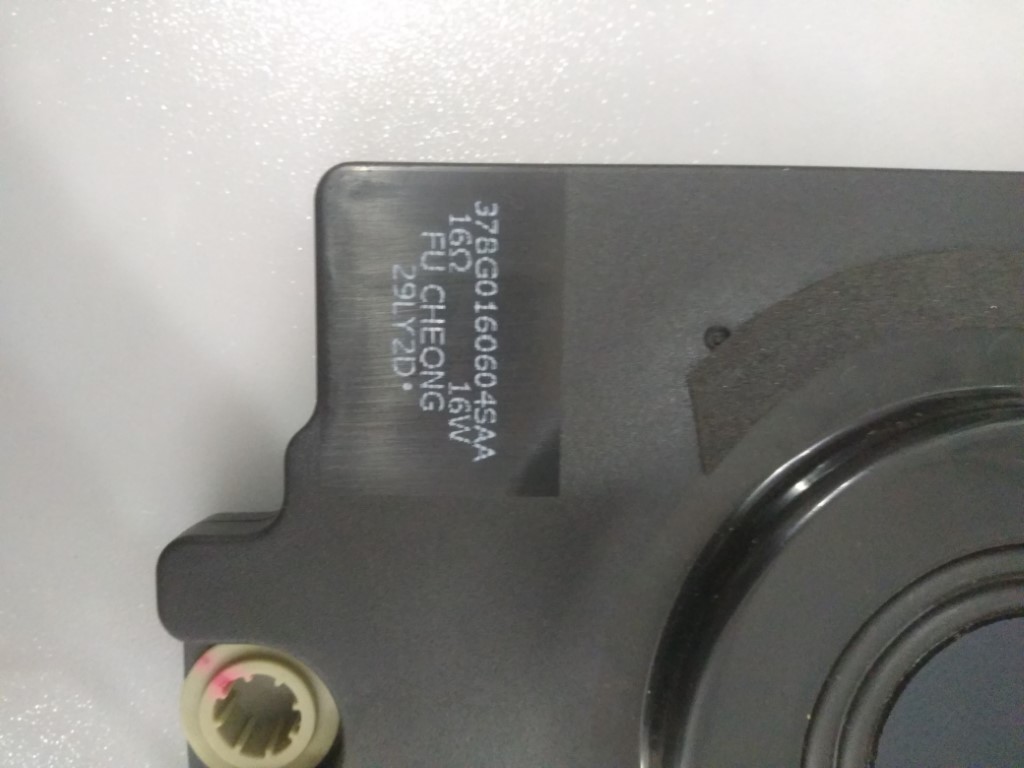 378G0160604SAA
16Ω 16W
FU CHEONG
29LY2D•